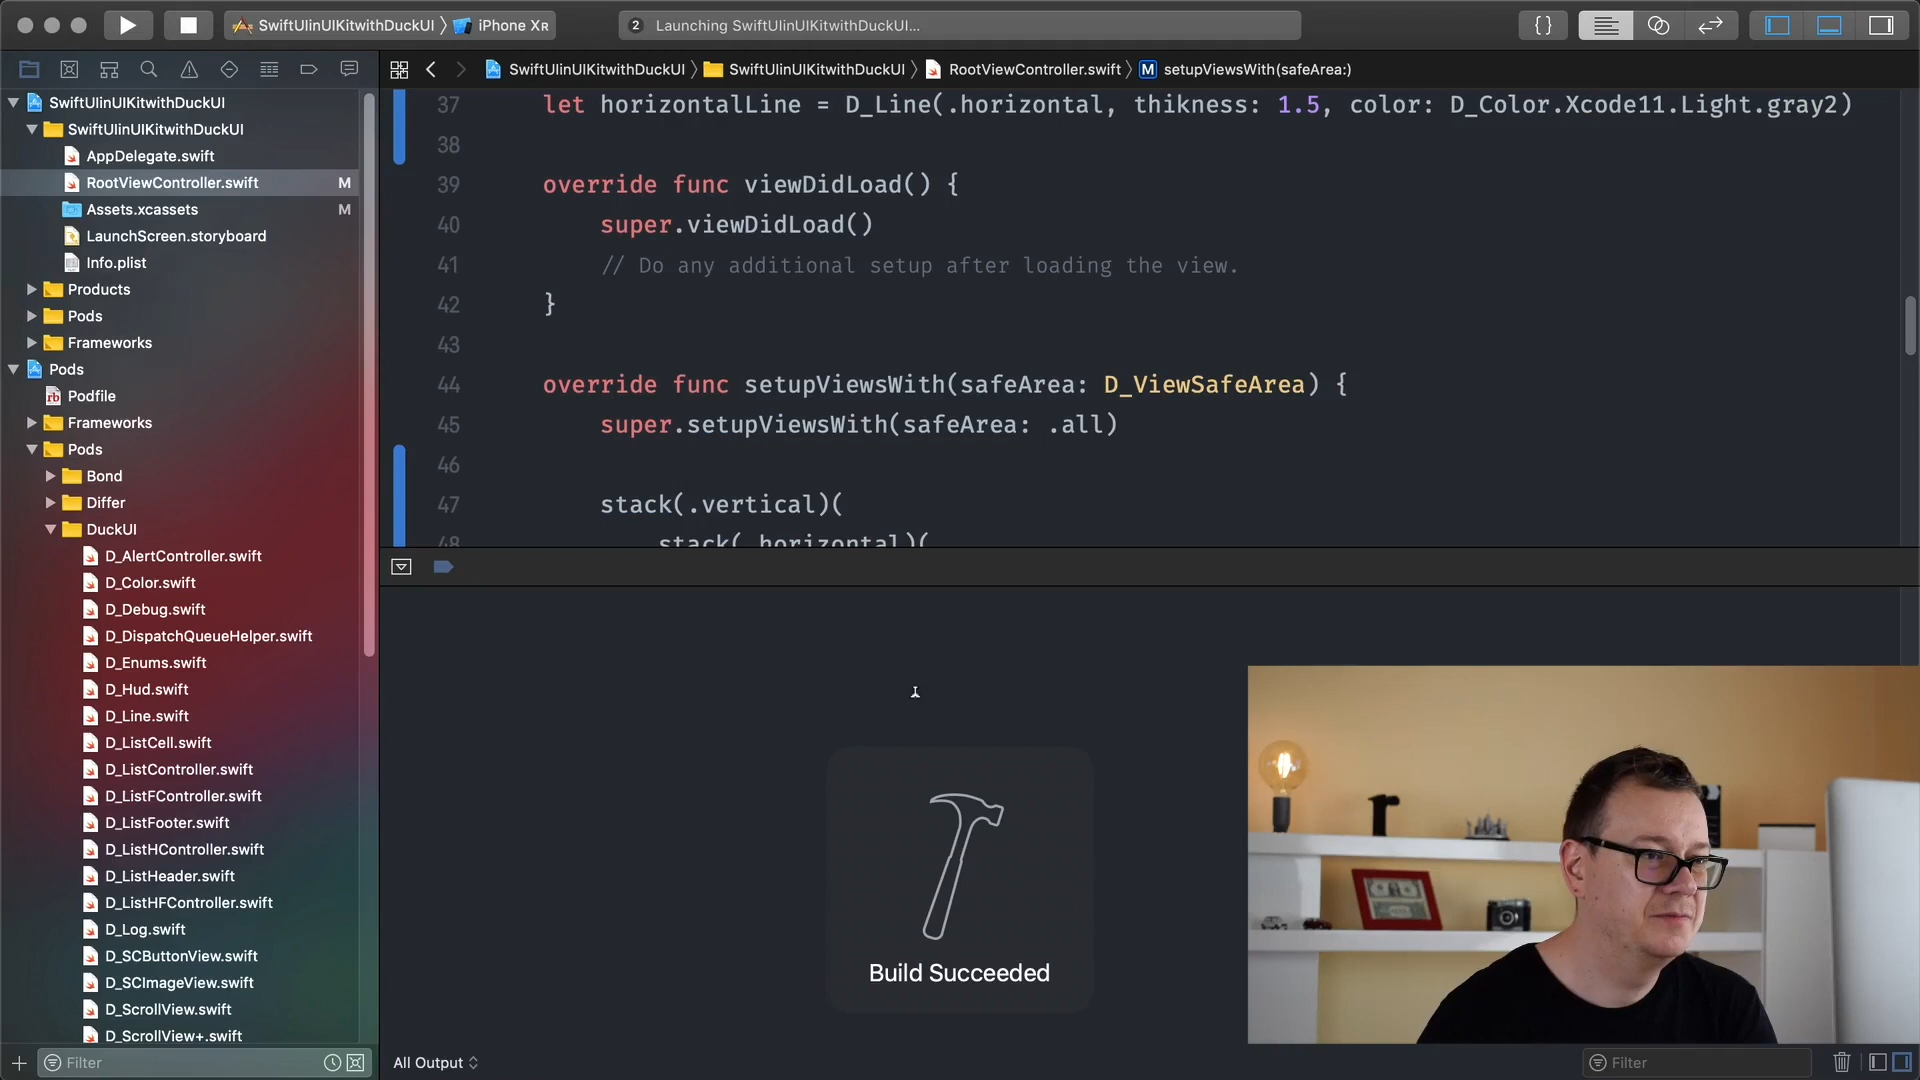 SwiftUIinUIKitwithDuckUI
iPhone XR
2
Launching SwiftUIinUIKitwithDuckUI...
{ }
SwiftUIinUIKitwithDuckUI
SwiftUIinUIKitwithDuckUI
RootViewController.swift
M setupViewsWith(safeArea:)
SwiftUIinUIKitwithDuckUI
SwiftUIinUIKitwithDuckUI
AppDelegate.swift
RootViewController.swift M
Assets.xcassets M
LaunchScreen.storyboard
Info.plist
Products
Pods
Frameworks
Pods
rb Podfile
Frameworks
Pods
Bond
Differ
DuckUI
D_AlertController.swift
D_Color.swift
D_Debug.swift
D_DispatchQueueHelper.swift
D_Enums.swift
D_Hud.swift
D_Line.swift
D_ListCell.swift
D_ListController.swift
D_ListFController.swift
D_ListFooter.swift
D_ListHController.swift
D_ListHeader.swift
D_ListHFController.swift
D_Log.swift
D_SCButtonView.swift
D_SCImageView.swift
D_ScrollView.swift
D_ScrollView+.swift
Filter
37 let horizontalLine = D_Line(.horizontal, thikness: 1.5, color: D_Color.Xcode11.Light.gray2)
38
39 override func viewDidLoad() {
40 super.viewDidLoad()
41 // Do any additional setup after loading the view.
42 }
43
44 override func setupViewsWith(safeArea: D_ViewSafeArea) {
45 super.setupViewsWith(safeArea: .all)
46
47 stack(.vertical)(
48 stack(.horizontal)(
Build Succeeded
All Output
Filter